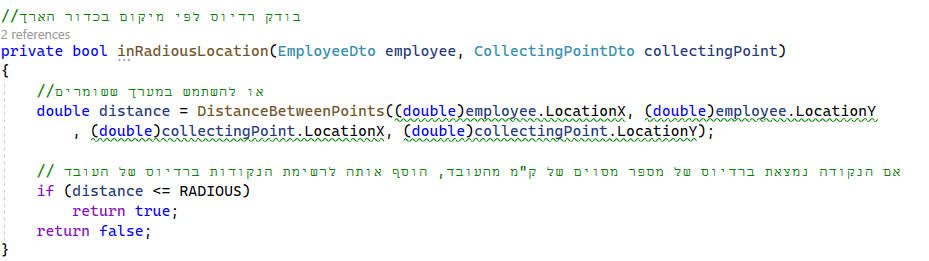 //בודק רדיוס לפי מיקום בכדור הארך
2 references
private bool inRadiousLocation(EmployeeDto employee, CollectingPointDto collectingPoint)
{
//או להשתמש במערך ששומרים
double distance = DistanceBetweenPoints((double)employee.LocationX, (double)employee.LocationY
, (double)collectingPoint.LocationX, (double)collectingPoint.LocationY);
// אם הנקודה נמצאת ברדיוס של מספר מסוים של ק"מ מהעובד, הוסף אותה לרשימת הנקודות ברדיוס של העובד
if (distance <= RADIOUS)
return true;
return false;
}